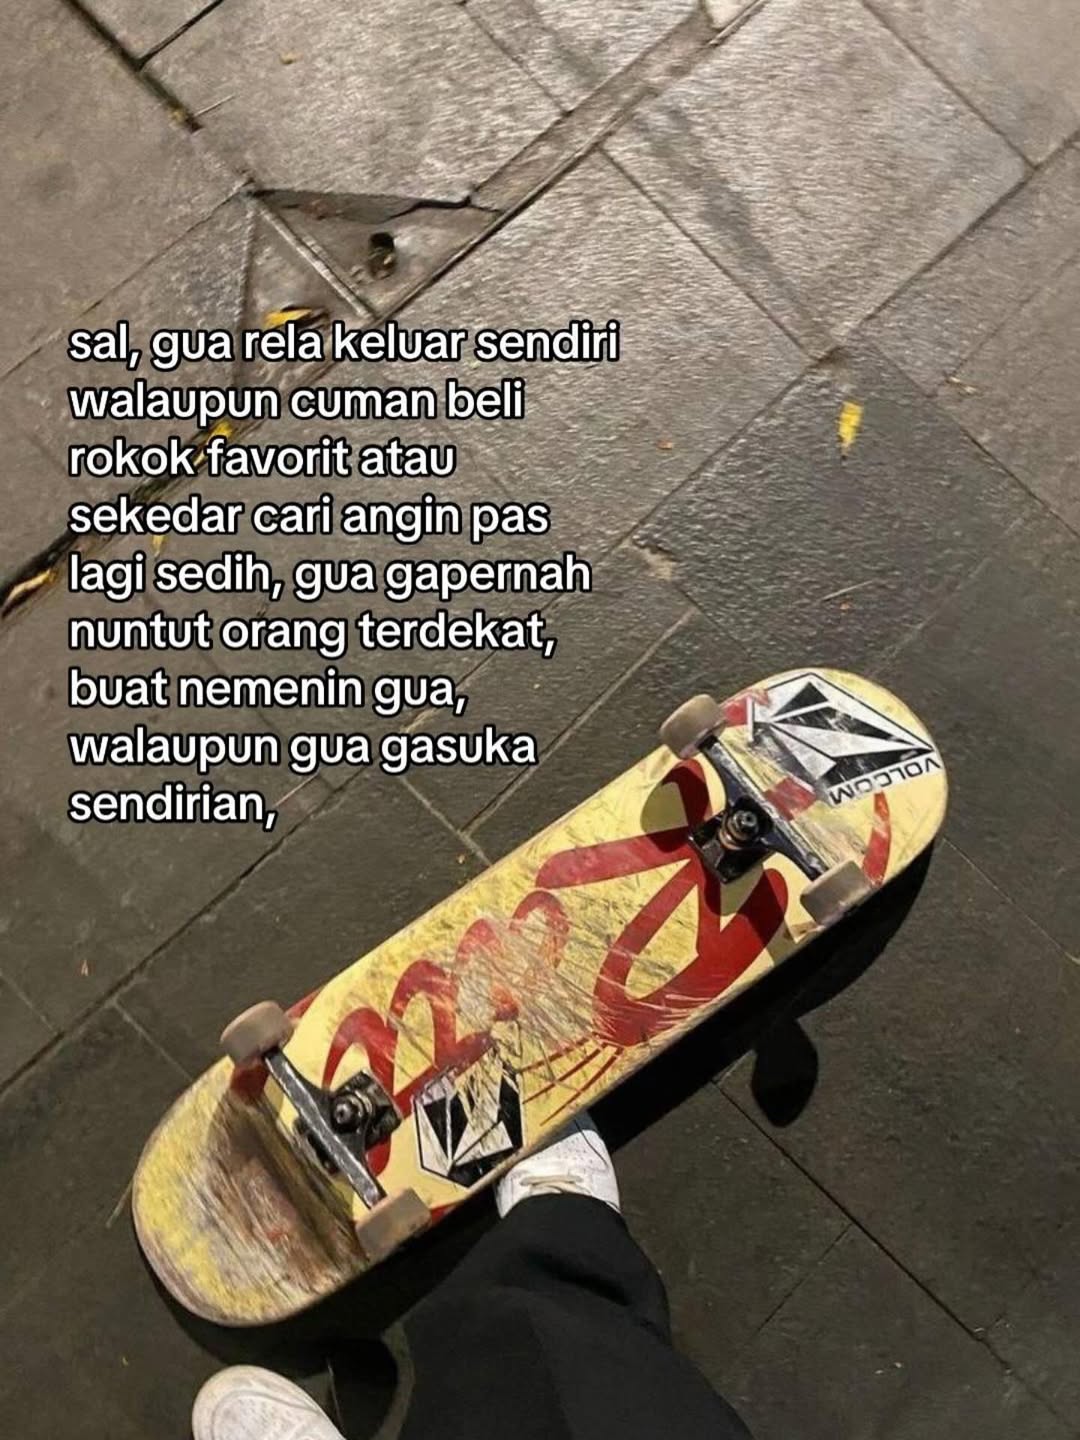 sal, gua rela keluar sendiri
walaupun cuman beli
rokok favorit atau
sekedar cari angin pas
lagi sedih, gua gapernah
nuntut orang terdekat,
buat nemenin gua,
walaupun gua gasuka
sendirian,
VOLCOM